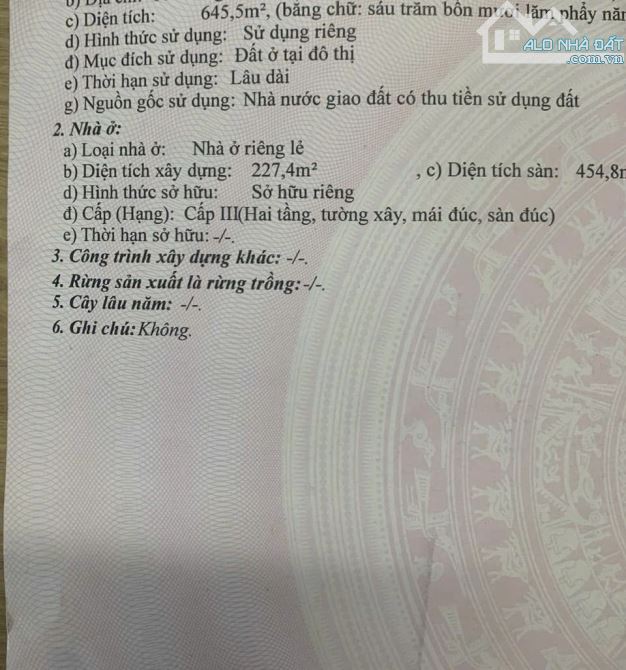 c) Diện tích: 645,5m², (bằng chữ: sáu trăm bốn mươi lăm phẩy năm
d) Hình thức sử dụng: Sử dụng riêng
đ) Mục đích sử dụng: Đất ở tại đô thị
e) Thời hạn sử dụng: Lâu dài
g) Nguồn gốc sử dụng: Nhà nước giao đất có thu tiền sử dụng đất
2. Nhà ở:
a) Loại nhà ở: Nhà ở riêng lẻ
b) Diện tích xây dựng: 227,4m² , c) Diện tích sàn: 454,8
d) Hình thức sở hữu: Sở hữu riêng
đ) Cấp (Hạng): Cấp III(Hai tầng, tường xây, mái đúc, sàn đúc)
e) Thời hạn sở hữu: -/-.
3. Công trình xây dựng khác: -/-.
4. Rừng sản xuất là rừng trồng: -/-.
5. Cây lâu năm: -/-.
6. Ghi chú: Không.
ALO NHÀ ĐẤT
.com.vn